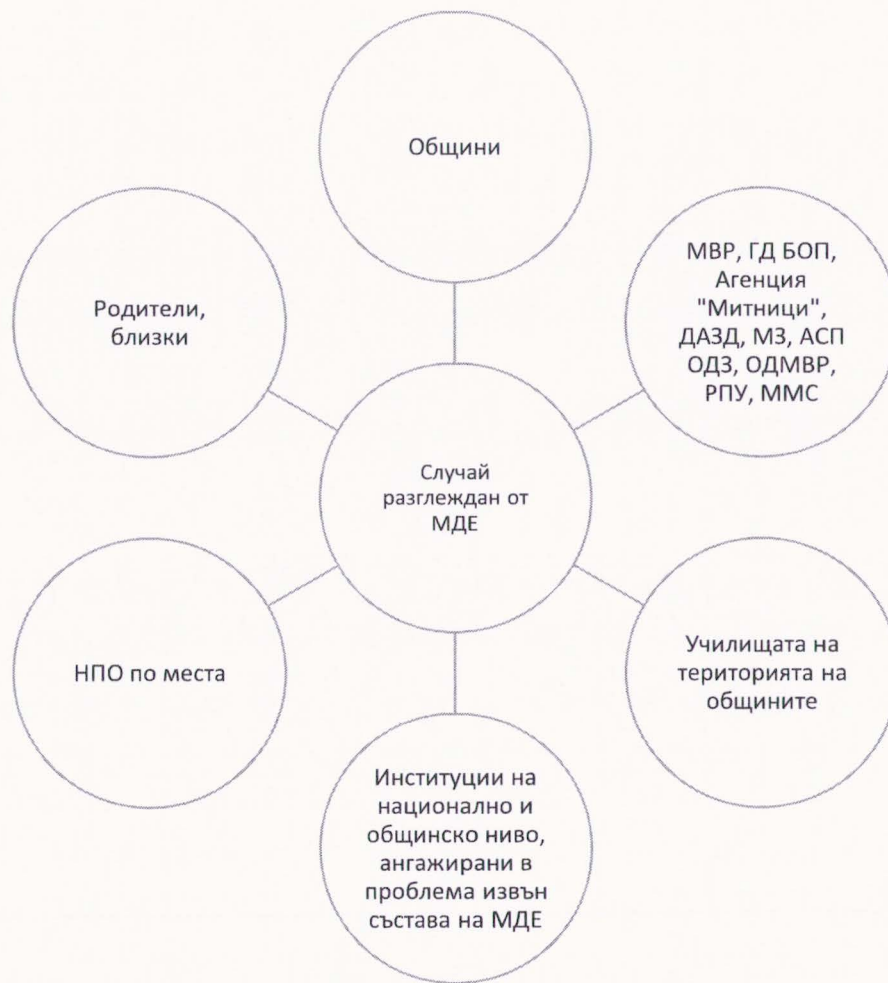 Общини
МВР, ГД БОП,
Агенция
"Митници",
ДАЗД, МЗ, АСП
ОДЗ, ОДМВР,
РПУ, ММС
Родители,
близки
Случай
разглеждан от
МДЕ
НПО по места
Училищата на
територията на
общините
Институции на
национално и
общинско ниво,
ангажирани в
проблема извън
състава на МДЕ